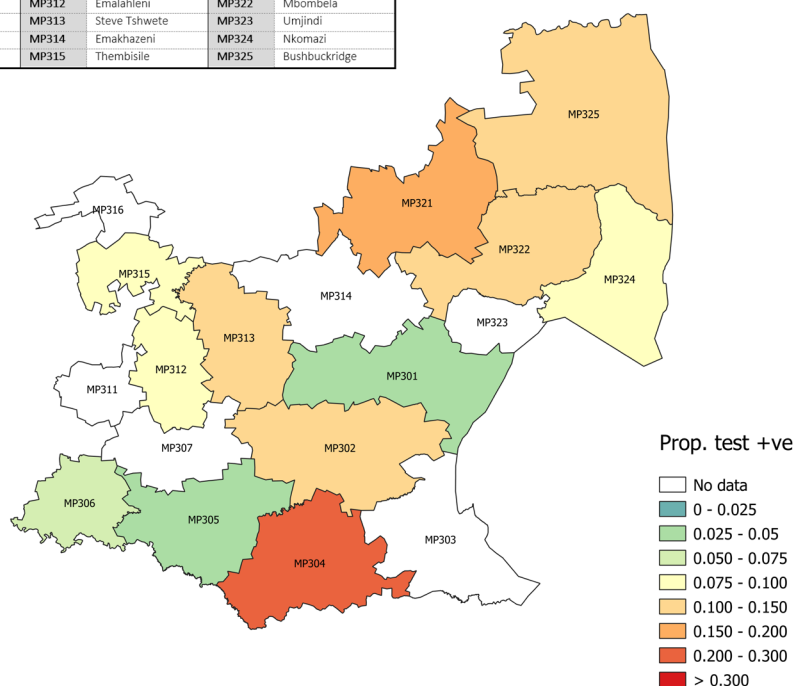 MP312 Emalahleni MP322 Mbombela
MP313 Steve Tshwete MP323 Umjindi
MP314 Emakhazeni MP324 Nkomazi
MP315 Thembisile MP325 Bushbuckridge
MP325
MP316
MP321
MP322
MP315
MP324
MP314
MP323
MP313
MP312
MP301
MP311
MP307
MP302
MP306
MP305
MP303
MP304
Prop. test +ve
No data
0 - 0.025
0.025 - 0.05
0.050 - 0.075
0.075 - 0.100
0.100 - 0.150
0.150 - 0.200
0.200 - 0.300
> 0.300